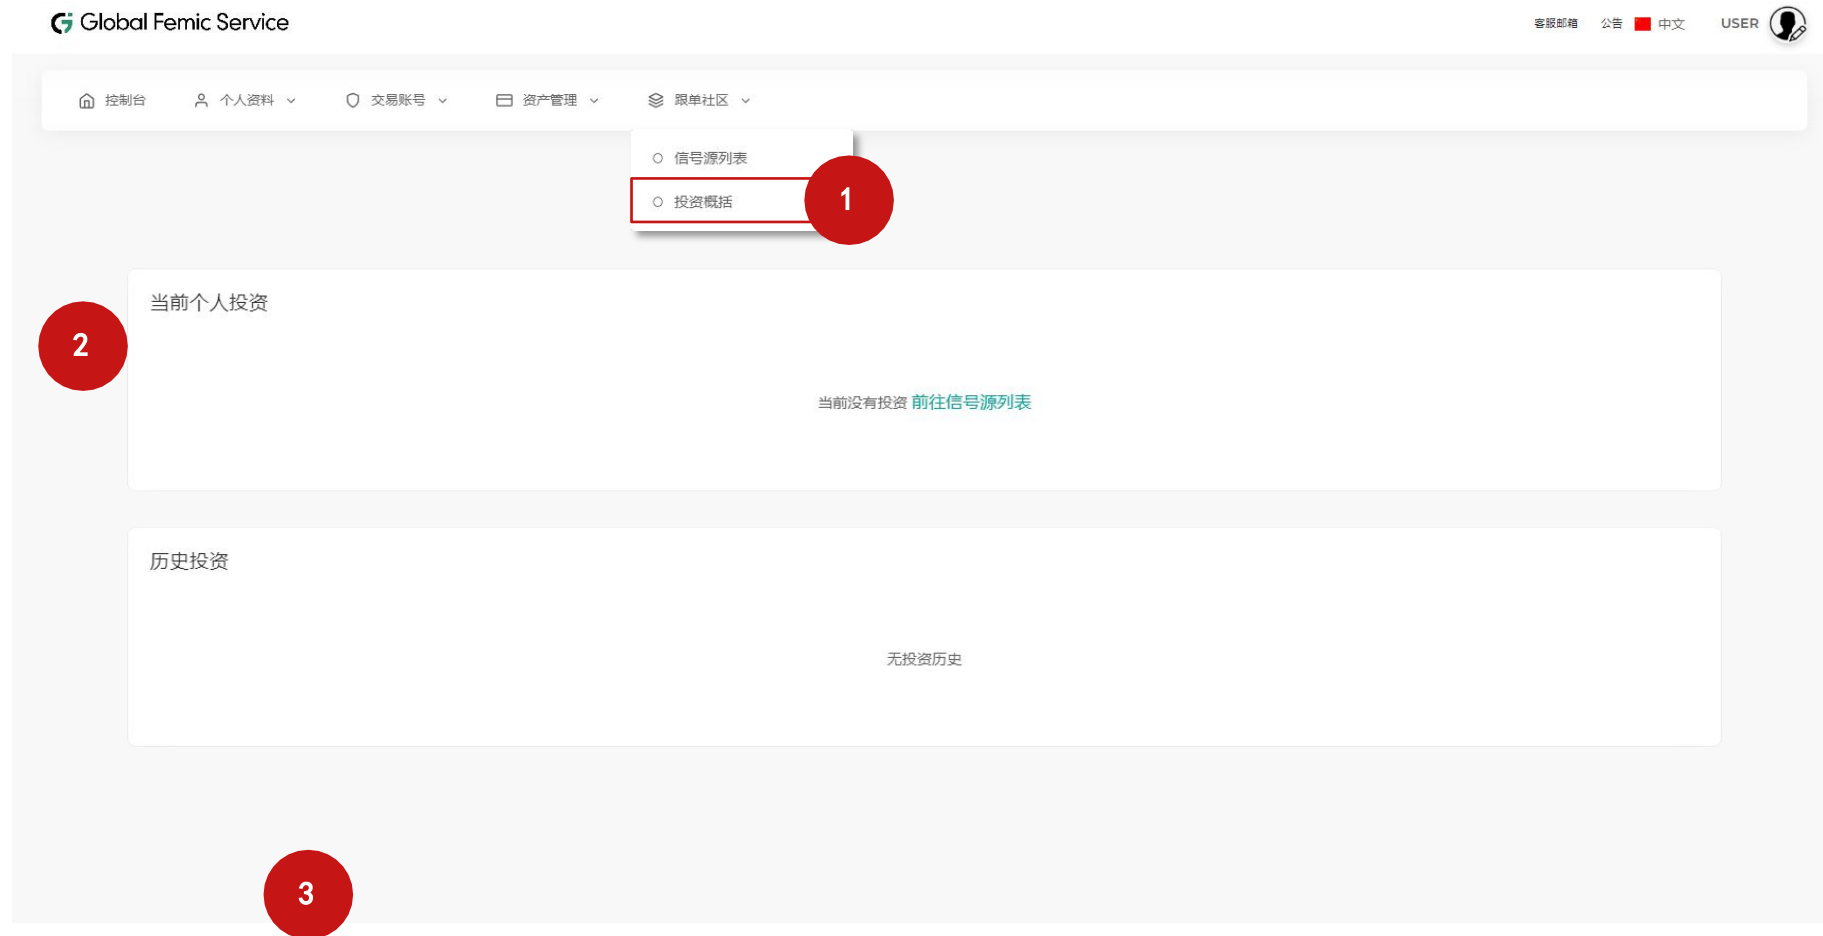 Global Femic Service
客服邮箱 公告 中文 USER
控制台 个人资料 交易账号 资产管理 跟单社区
信号源列表
投资概括
1
当前个人投资
2
当前没有投资 前往信号源列表
历史投资
无投资历史
3